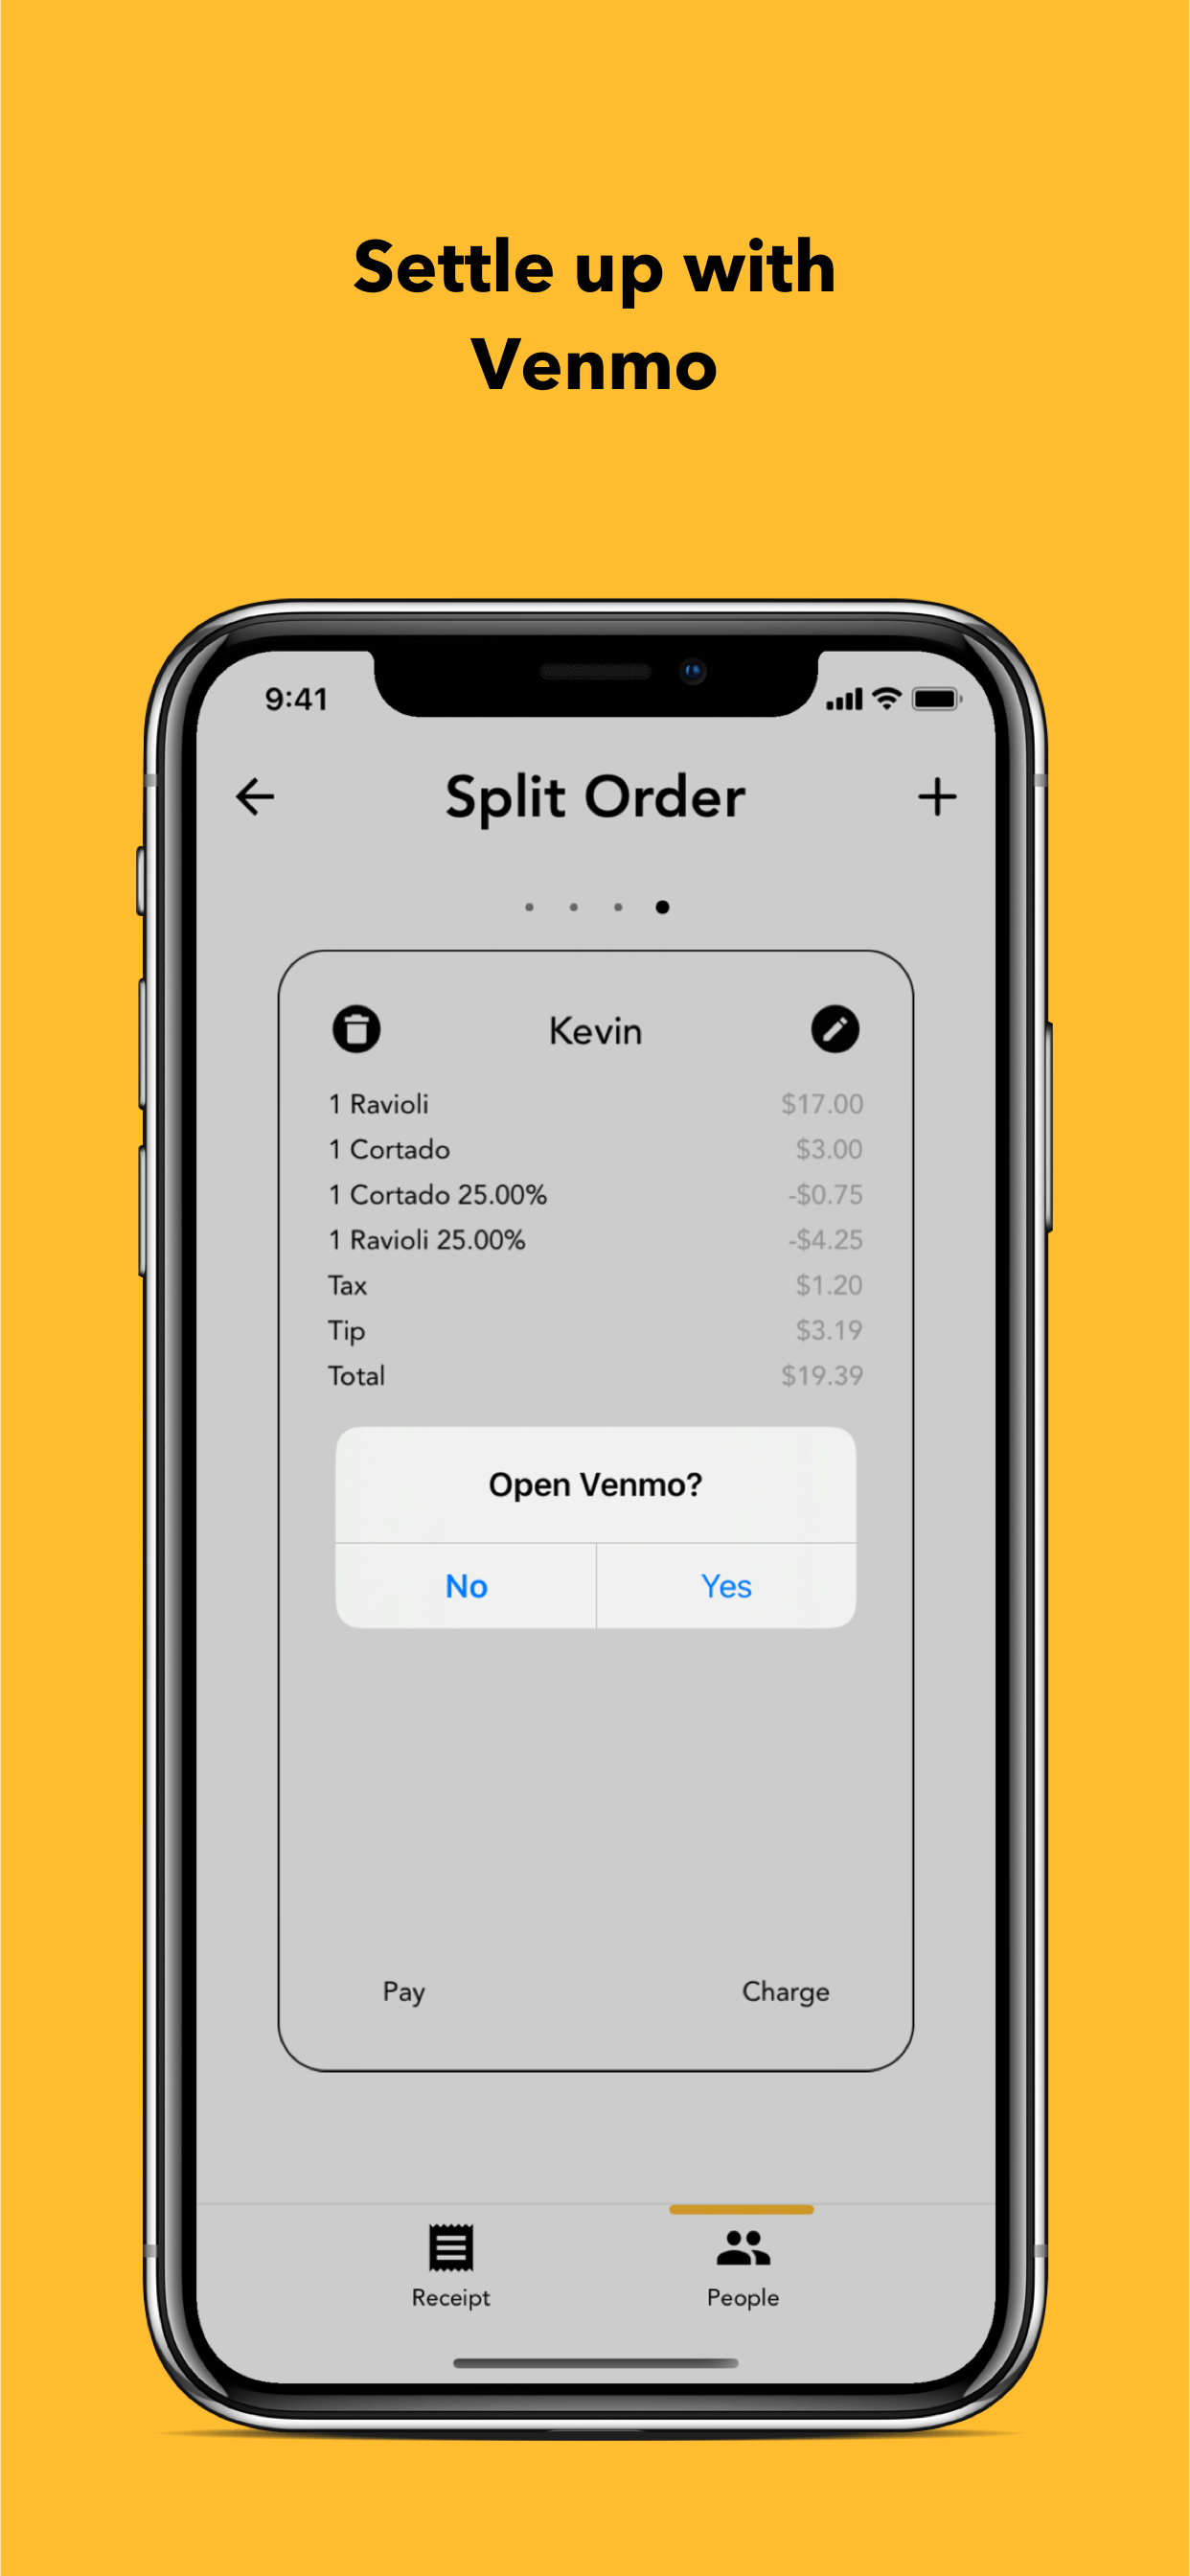 Settle up with
Venmo
9:41
Split Order
Kevin
1 Ravioli $17.00
1 Cortado $3.00
1 Cortado 25.00% -$0.75
1 Ravioli 25.00% -$4.25
Tax $1.20
Tip $3.19
Total $19.39
Open Venmo?
No Yes
Pay Charge
Receipt People